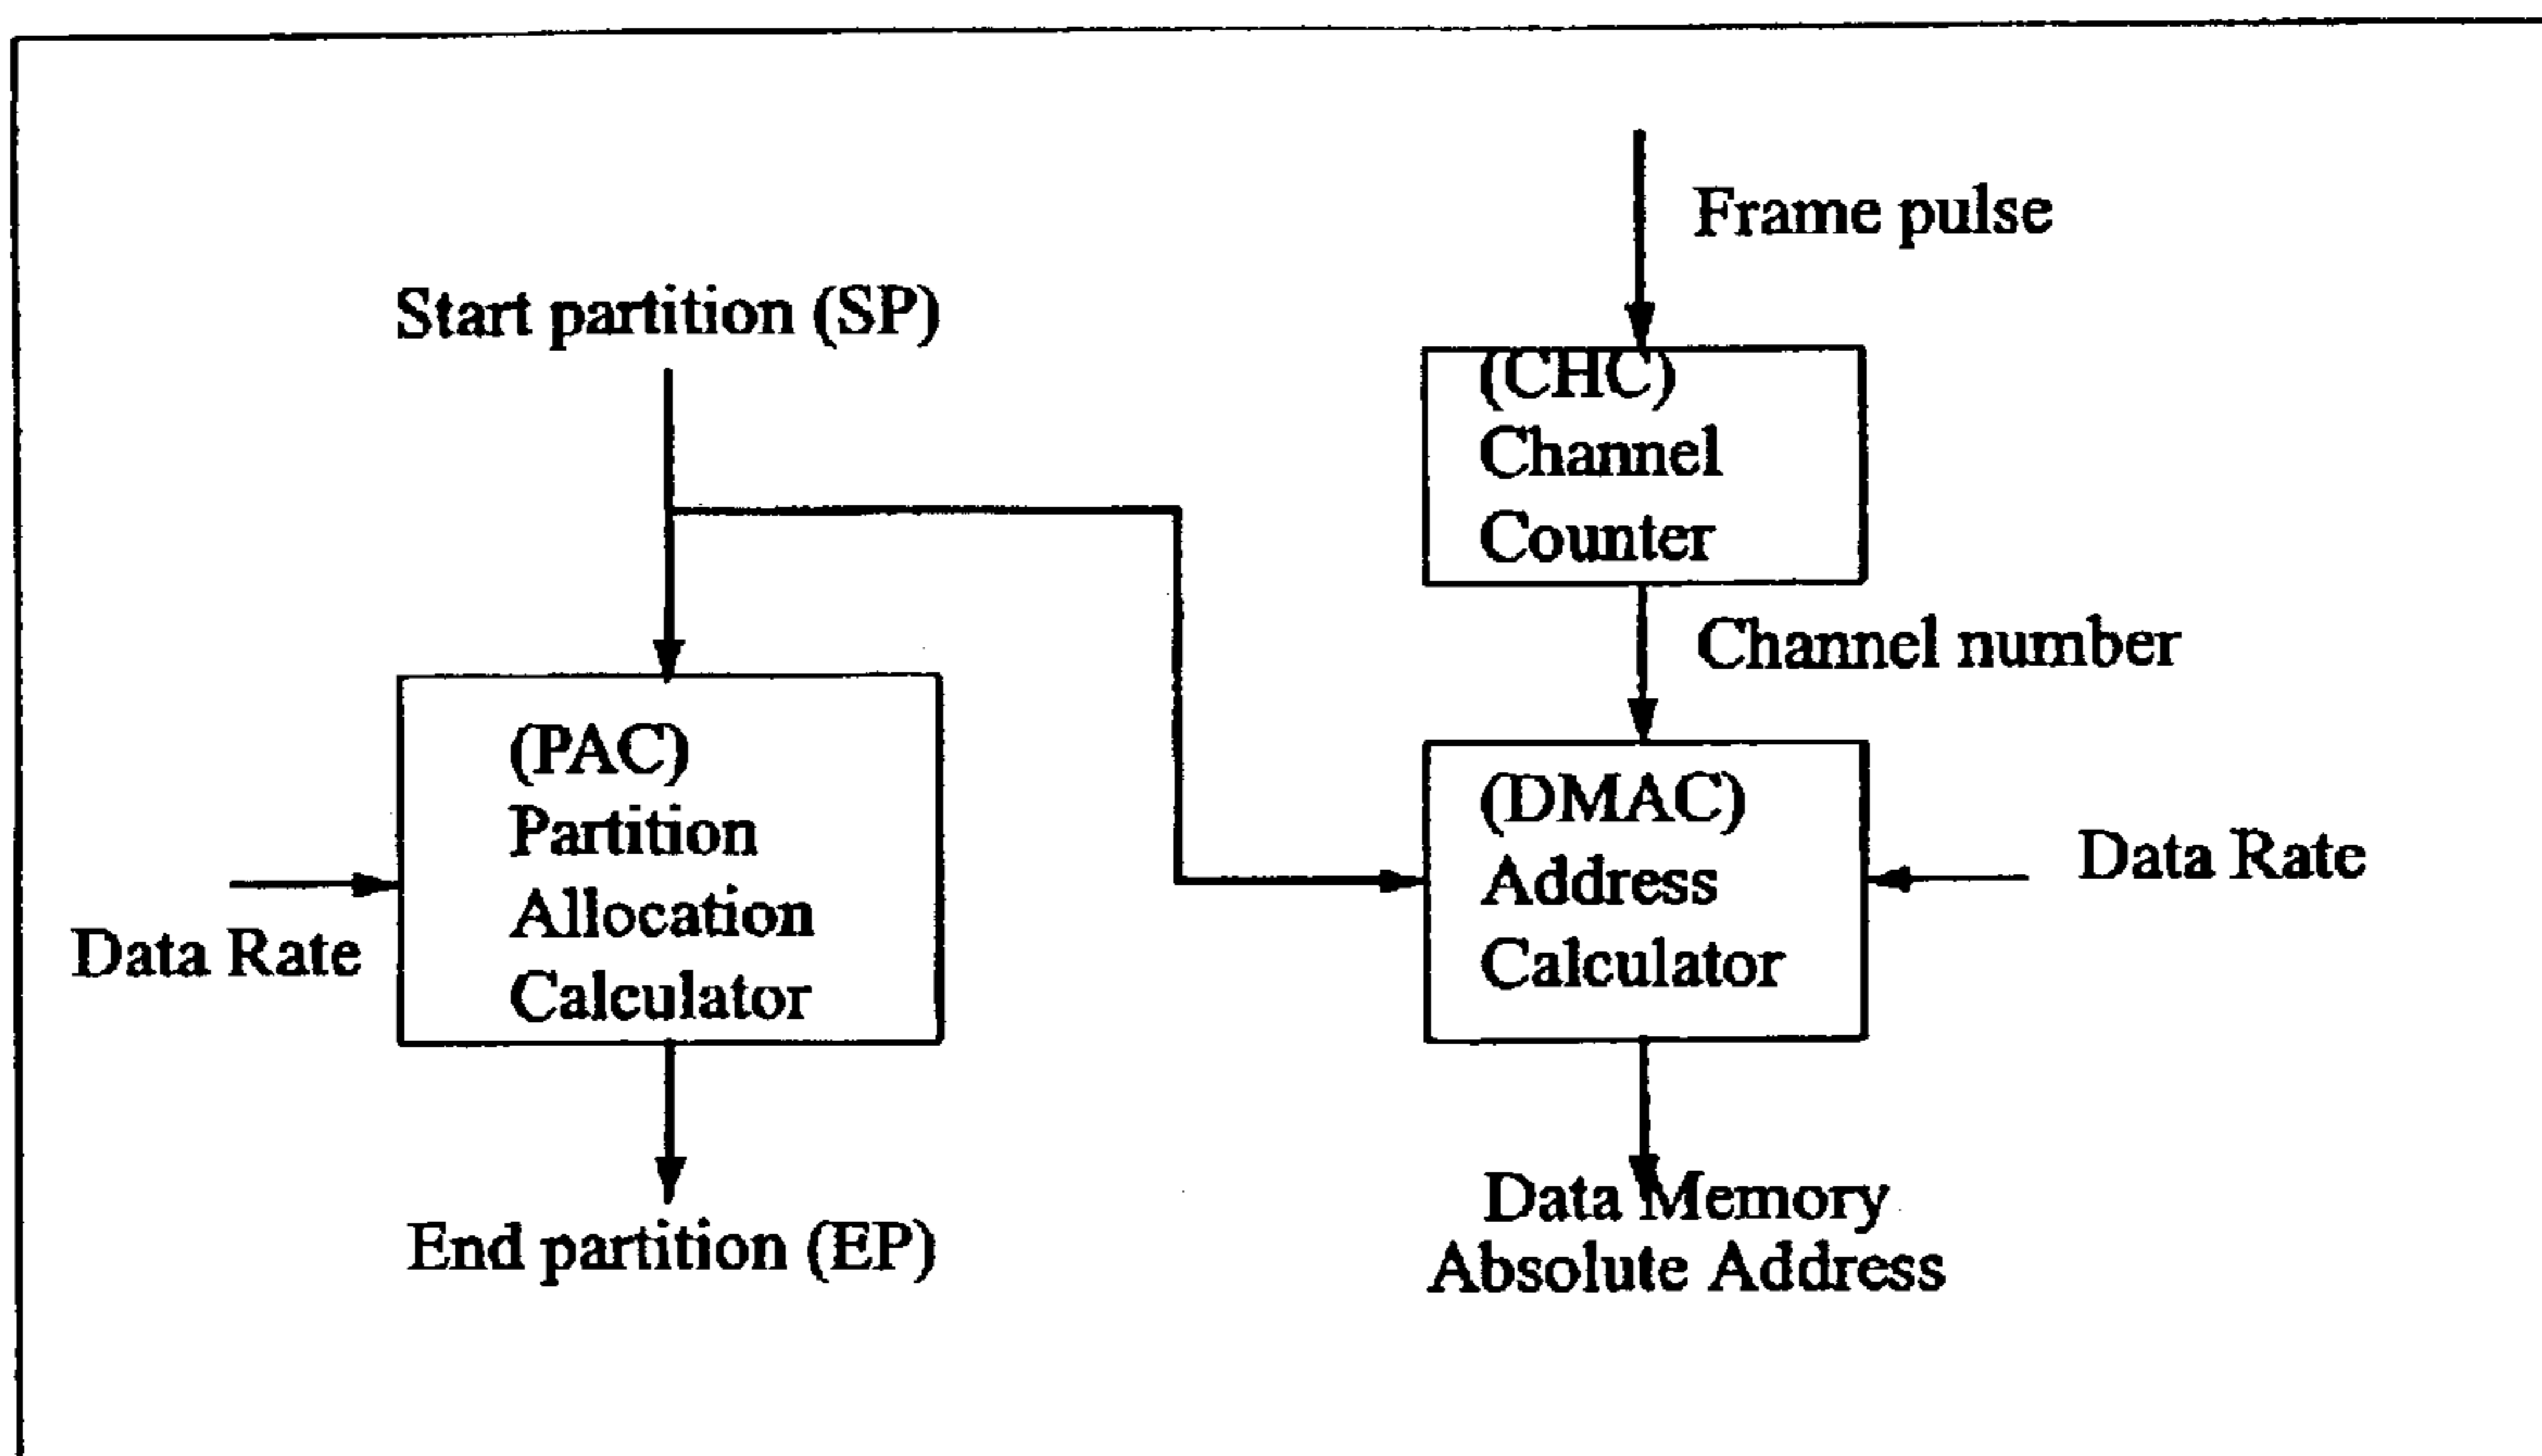 Frame pulse
Start partition (SP)
(CHC)
Channel
Counter
Channel number
(PAC)
Partition
Allocation
Calculator
(DMAC)
Address
Calculator
Data Rate
Data Rate
End partition (EP)
Data Memory
Absolute Address